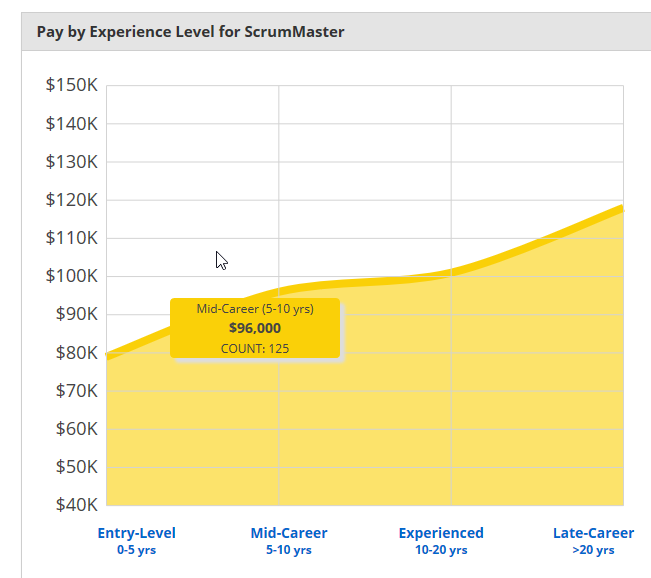 Pay by Experience Level for ScrumMaster
$150K
$140K
$130K
$120K
$110K
$100K
$90K
$80K
$70K
$60K
$50K
$40K
Mid-Career (5-10 yrs)
$96,000
COUNT: 125
Entry-Level Mid-Career Experienced Late-Career
0-5 yrs 5-10 yrs 10-20 yrs >20 yrs